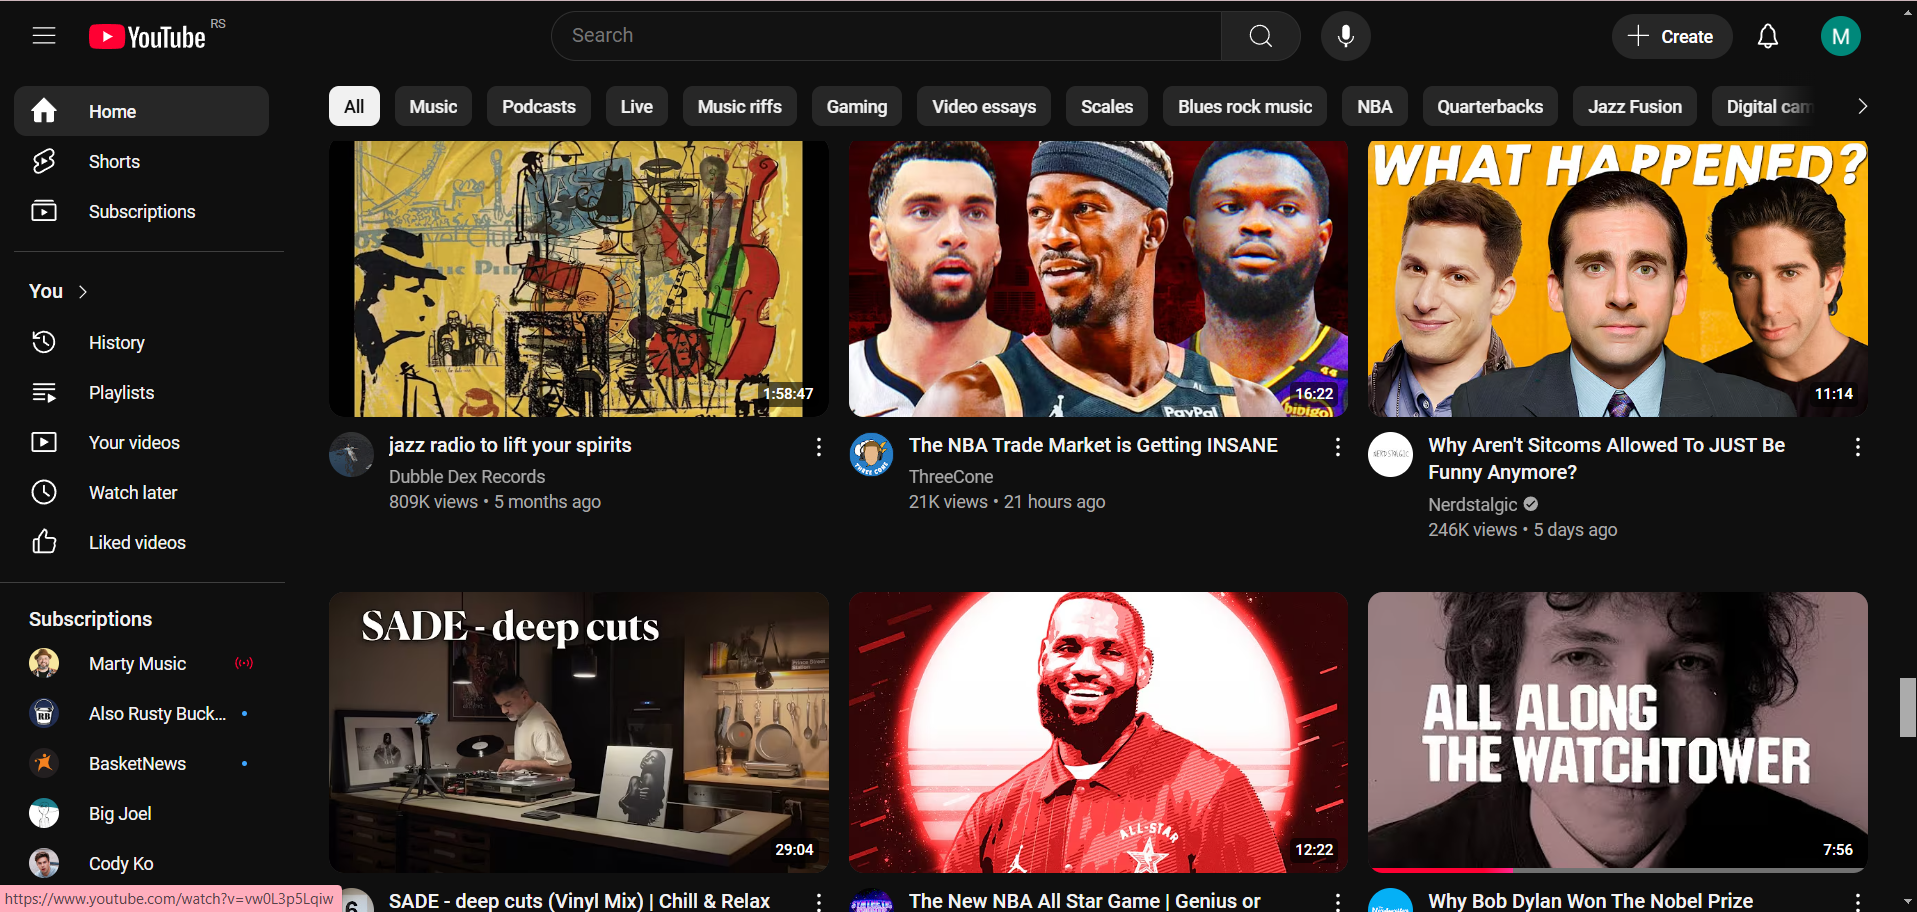 YouTube RS
Search
Create
M
Home
Shorts
Subscriptions
You
History
Playlists
Your videos
Watch later
Liked videos
Subscriptions
Marty Music
Also Rusty Buck...
BasketNews
Big Joel
Cody Ko
All
Music
Podcasts
Live
Music riffs
Gaming
Video essays
Scales
Blues rock music
NBA
Quarterbacks
Jazz Fusion
Digital cam
1:58:47
jazz radio to lift your spirits
Dubble Dex Records
809K views • 5 months ago
PayPal
bibigo
16:22
THREE CONE
The NBA Trade Market is Getting INSANE
ThreeCone
21K views • 21 hours ago
WHAT HAPPENED?
11:14
NERDSTALGIC
Why Aren't Sitcoms Allowed To JUST Be
Funny Anymore?
Nerdstalgic
246K views • 5 days ago
SADE - deep cuts
29:04
SADE - deep cuts (Vinyl Mix) | Chill & Relax
ALL-STAR
12:22
The New NBA All Star Game | Genius or
ALL ALONG
THE WATCHTOWER
7:56
Why Bob Dylan Won The Nobel Prize
https://www.youtube.com/watch?v=vw0L3p5Lqiw